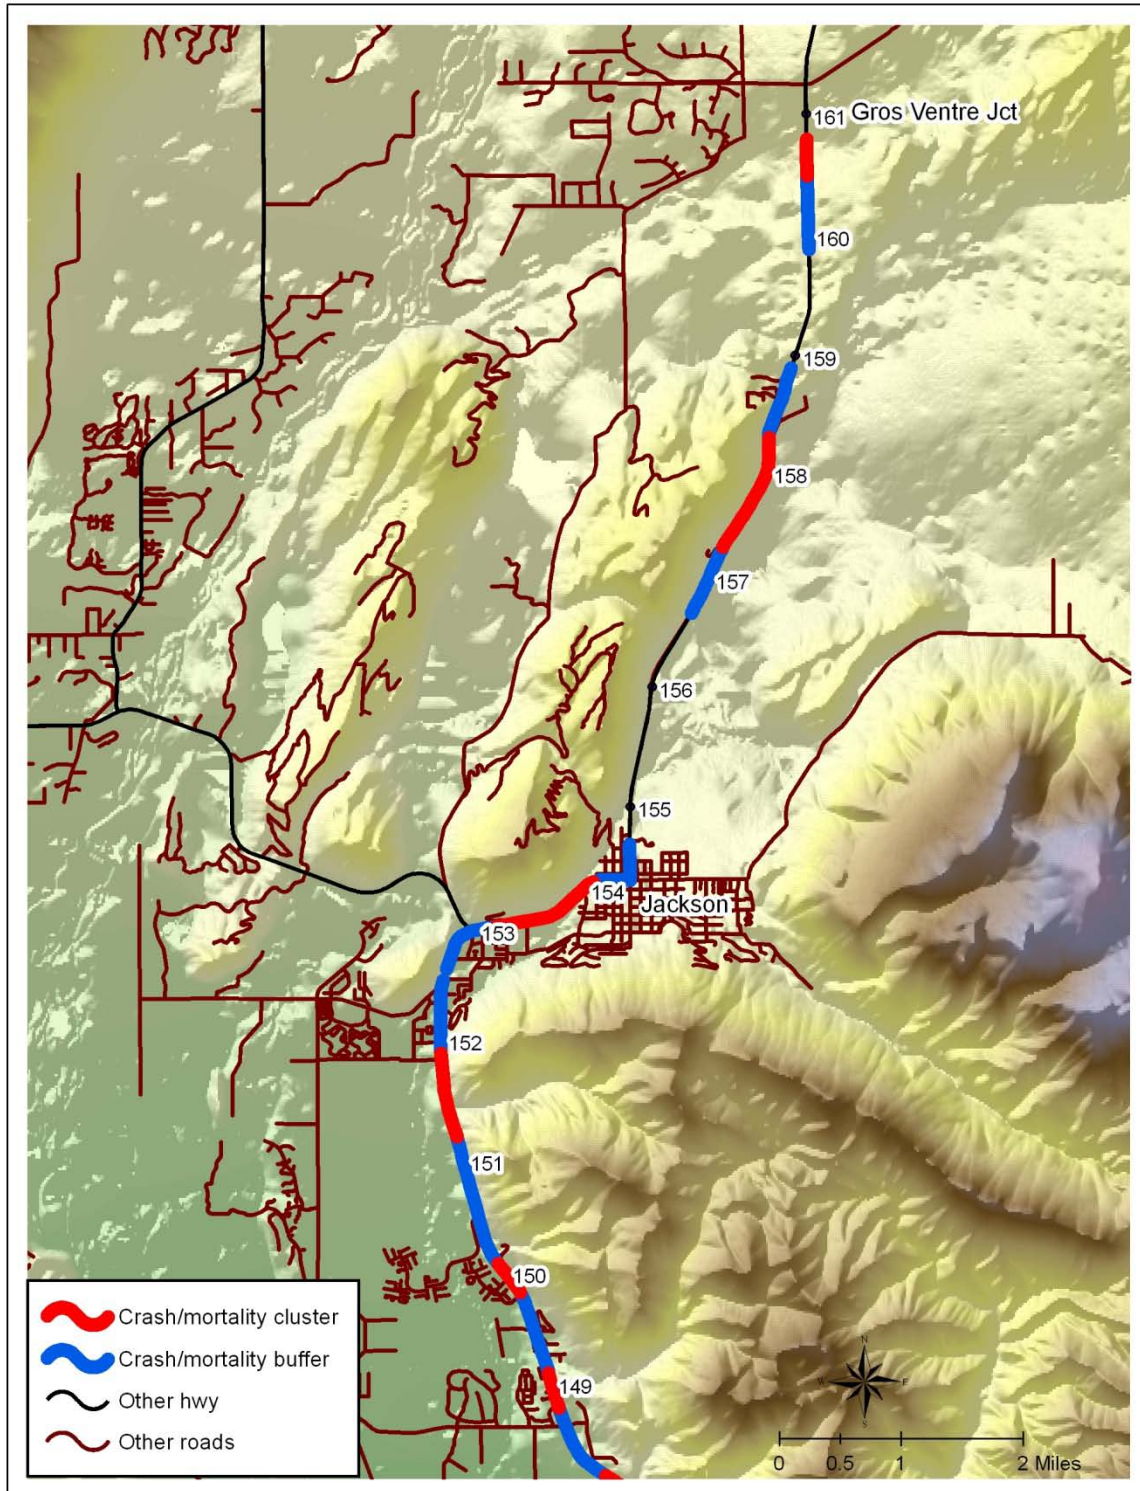 161 Gros Ventre Jct
160
159
158
157
156
155
154
Jackson
153
152
151
150
149
Crash/mortality cluster
Crash/mortality buffer
Other hwy
Other roads
N
W E
S
0 0.5 1 2 Miles